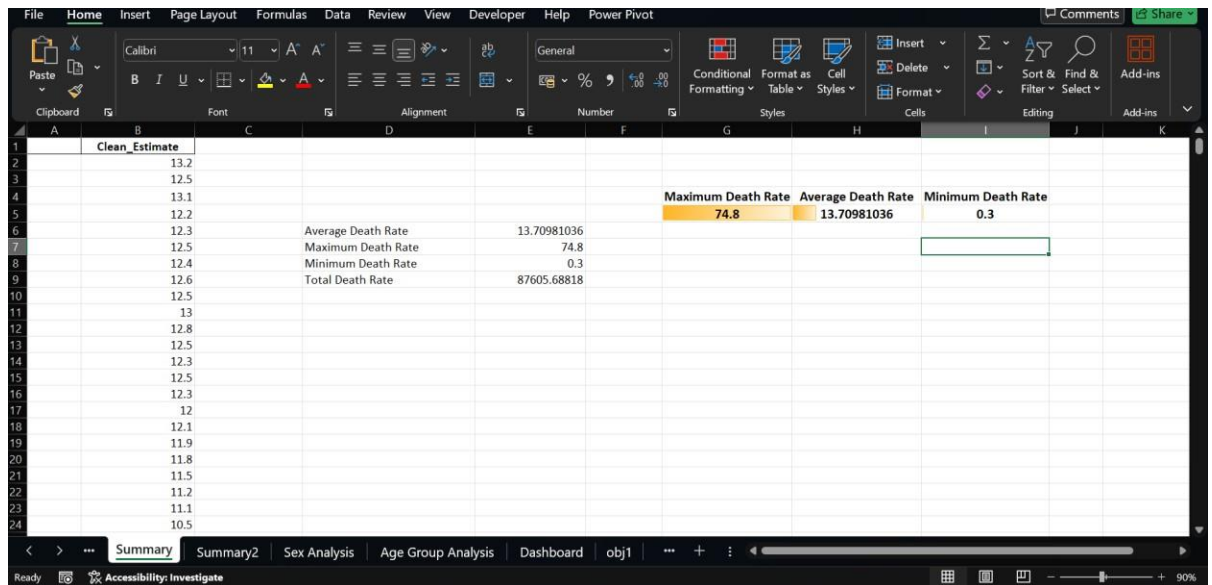 File Home Insert Page Layout Formulas Data Review View Developer Help Power Pivot Comments Share
Paste
Clipboard
Calibri 11 A A
B I U A
Font
ab
Alignment
General
% 9 .00 .00
Number
Conditional Formatting
Format as Table
Cell Styles
Styles
Insert
Delete
Format
Cells
Sort & Filter
Find & Select
Editing
Add-ins
Add-ins
A B C D E F G H I J K
1 Clean_Estimate
2 13.2
3 12.5
4 13.1 Maximum Death Rate Average Death Rate Minimum Death Rate
5 12.2 74.8 13.70981036 0.3
6 12.3 Average Death Rate 13.70981036
7 12.5 Maximum Death Rate 74.8
8 12.4 Minimum Death Rate 0.3
9 12.6 Total Death Rate 87605.68818
10 12.5
11 13
12 12.8
13 12.5
14 12.3
15 12.5
16 12.3
17 12
18 12.1
19 11.9
20 11.8
21 11.5
22 11.2
23 11.1
24 10.5
Summary Summary2 Sex Analysis Age Group Analysis Dashboard obj1
Ready Accessibility: Investigate 90%